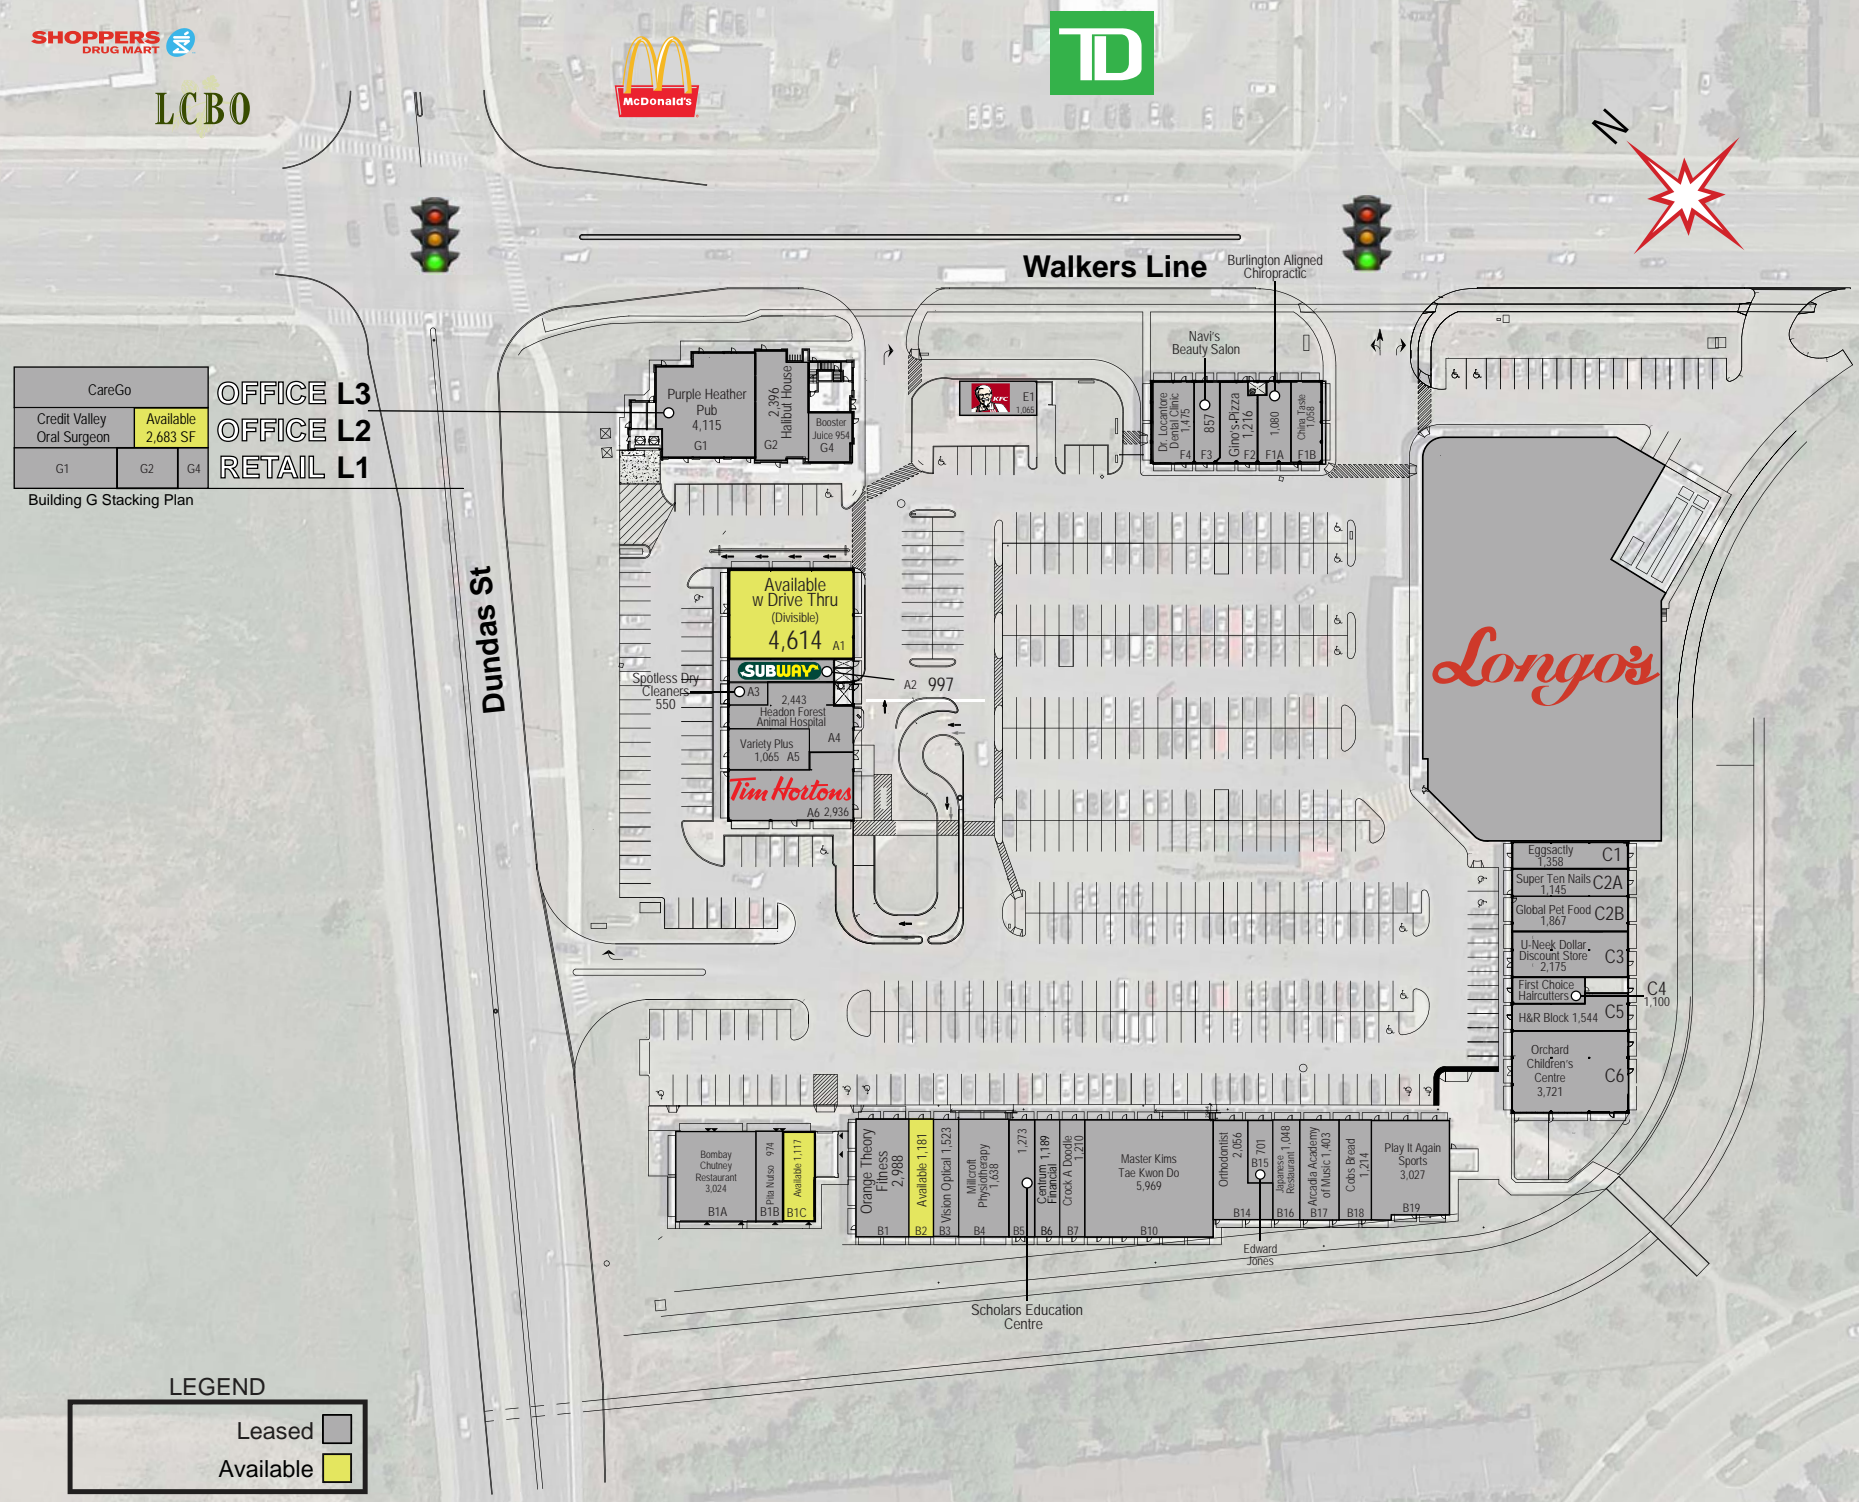 SHOPPERS
DRUG MART
LCBO
McDonald's
TD
N
Walkers Line
Burlington Aligned
Chiropractic
Navi's
Beauty Salon
CareGo
Credit Valley
Oral Surgeon
Available
2,683 SF
G1
G2
G4
Building G Stacking Plan
OFFICE L3
OFFICE L2
RETAIL L1
Purple Heather
Pub
4,115
G1
2,396
Halibut House
G2
Booster
Juice 954
G4
KFC
E1
1,065
Dr. Locantore
Dental Clinic
1,475
F4
857
F3
Gino's Pizza
1,216
F2
1,080
F1A
China Taste
1,058
F1B
Dundas St
Available
w Drive Thru
(Divisible)
4,614 A1
SUBWAY
A2 997
Spotless Dry
Cleaners
550
A3
2,443
Headon Forest
Animal Hospital
A4
Variety Plus
1,065 A5
Tim Hortons
A6 2,936
Longo's
Eggsactly
1,358
C1
Super Ten Nails
1,145
C2A
Global Pet Food
1,867
C2B
U-Neek Dollar
Discount Store
2,175
C3
First Choice
Haircutters
C4
1,100
H&R Block 1,544
C5
Orchard
Children's
Centre
3,721
C6
Bombay
Chutney
Restaurant
3,024
B1A
Pita Nutso 974
B1B
Available 1,117
B1C
Orange Theory
Fitness
2,988
B1
Available 1,181
B2
Vision Optical 1,523
B3
Millcroft
Physiotherapy
1,638
B4
1,273
B5
Centrum 1,189
Financial
B6
Crock A Doodle
1,210
B7
Master Kims
Tae Kwon Do
5,969
B10
Orthodontist
2,056
B14
701
B15
Japanese 1,048
Restaurant
B16
Arcadia Academy
of Music 1,403
B17
Cobs Bread
1,214
B18
Play It Again
Sports
3,027
B19
Edward
Jones
Scholars Education
Centre
LEGEND
Leased
Available